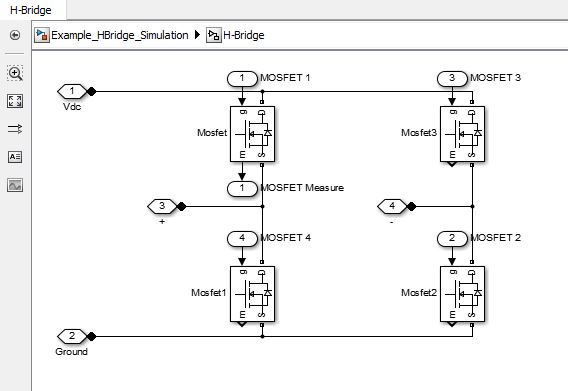 H-Bridge
Example_HBridge_Simulation H-Bridge
1 MOSFET 1 3 MOSFET 3
1
Vdc
g D g D
Mosfet Mosfet3
m S m S
1 MOSFET Measure
3 4
+ -
4 MOSFET 4 2 MOSFET 2
g D g D
Mosfet1 Mosfet2
m S m S
2
Ground